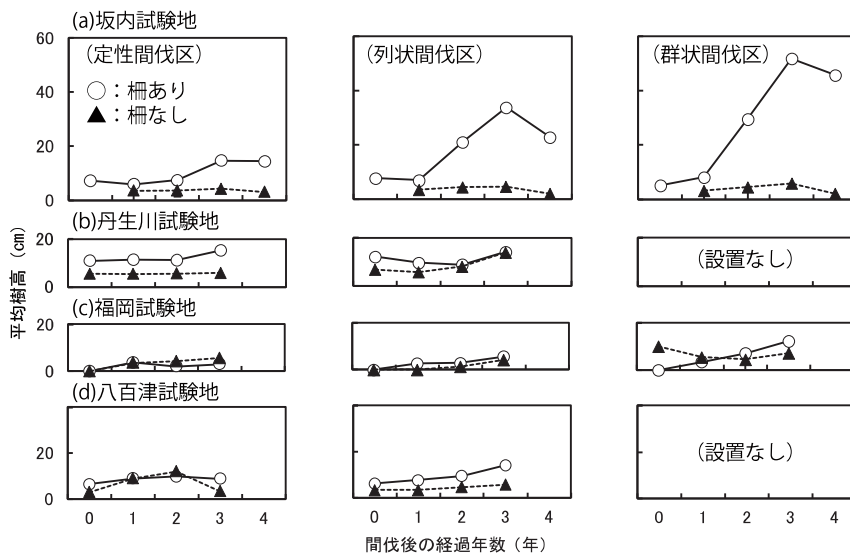 (a)坂内試験地
60
40
20
0
(定性間伐区)
○：柵あり
▲：柵なし
(列状間伐区)
(群状間伐区)
(b)丹生川試験地
20
0
(設置なし)
平均樹高（㎝）
(c)福岡試験地
20
0
(d)八百津試験地
20
0
(設置なし)
0 1 2 3 4
0 1 2 3 4
0 1 2 3 4
間伐後の経過年数（年）